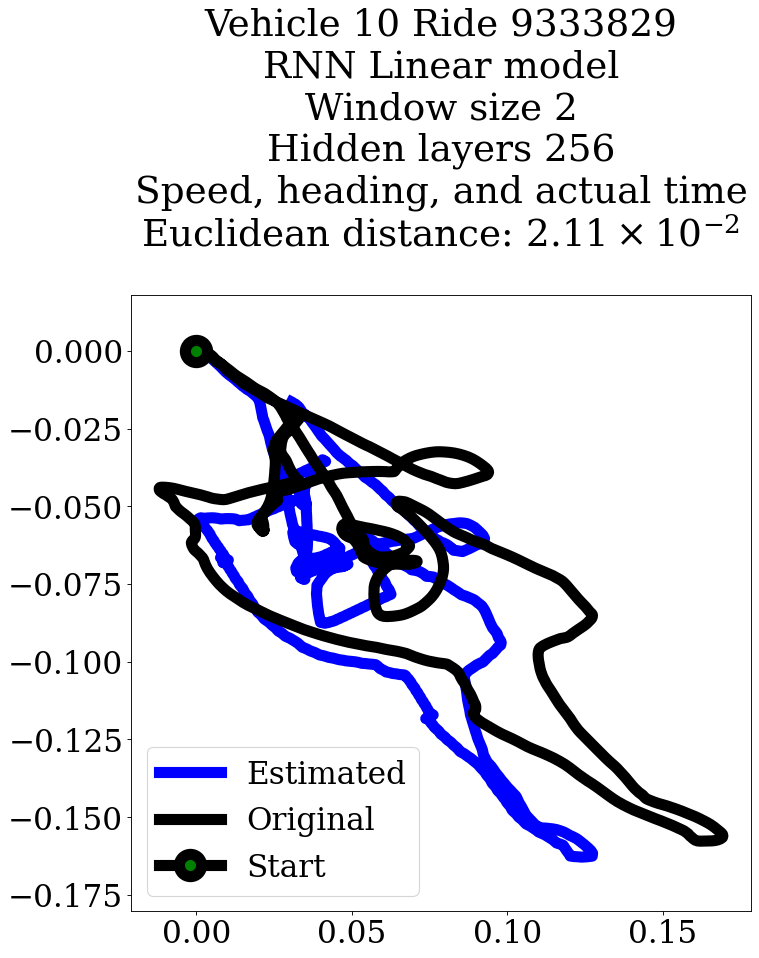 Vehicle 10 Ride 9333829
RNN Linear model
Window size 2
Hidden layers 256
Speed, heading, and actual time
Euclidean distance: 2.11 × 10⁻²
0.000
−0.025
−0.050
−0.075
−0.100
−0.125
−0.150
−0.175
Estimated
Original
Start
0.00 0.05 0.10 0.15